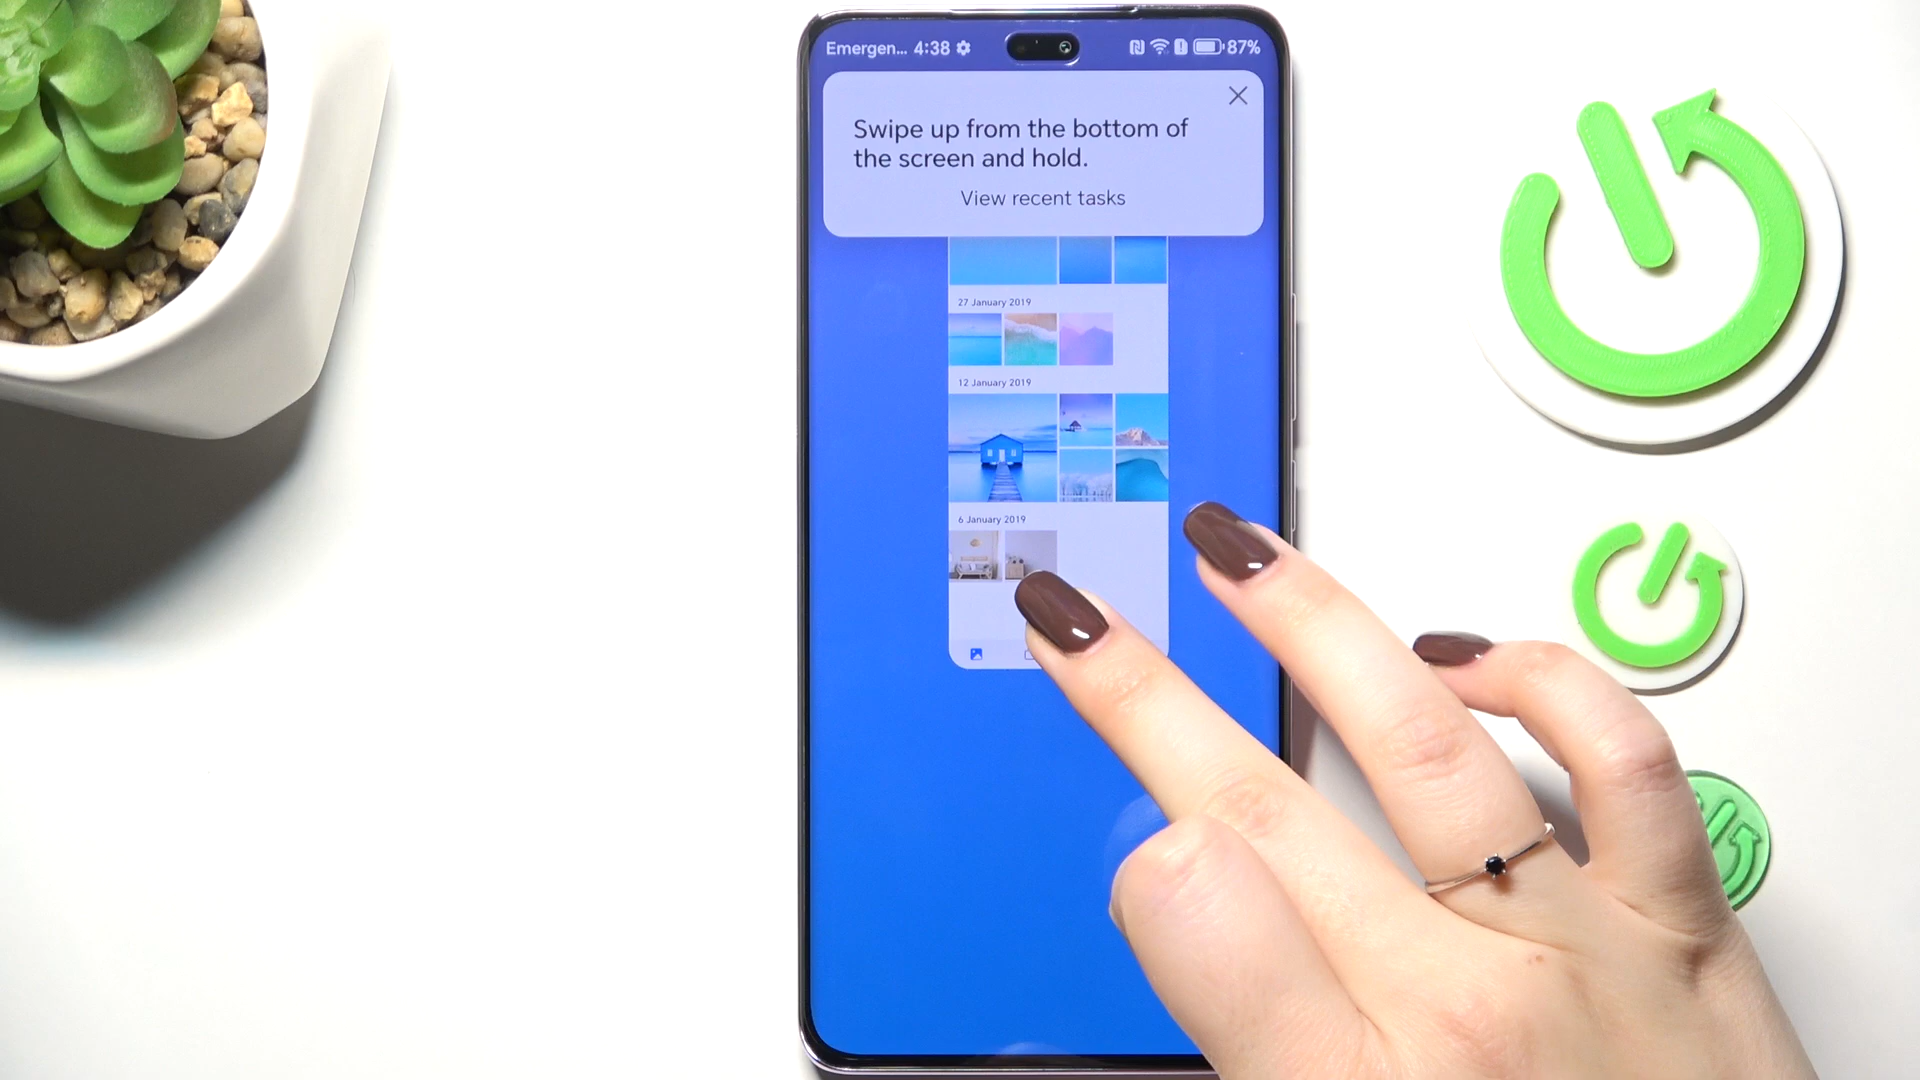 Emergen... 4:38 87%
Swipe up from the bottom of
the screen and hold.
View recent tasks
27 January 2019
12 January 2019
6 January 2019